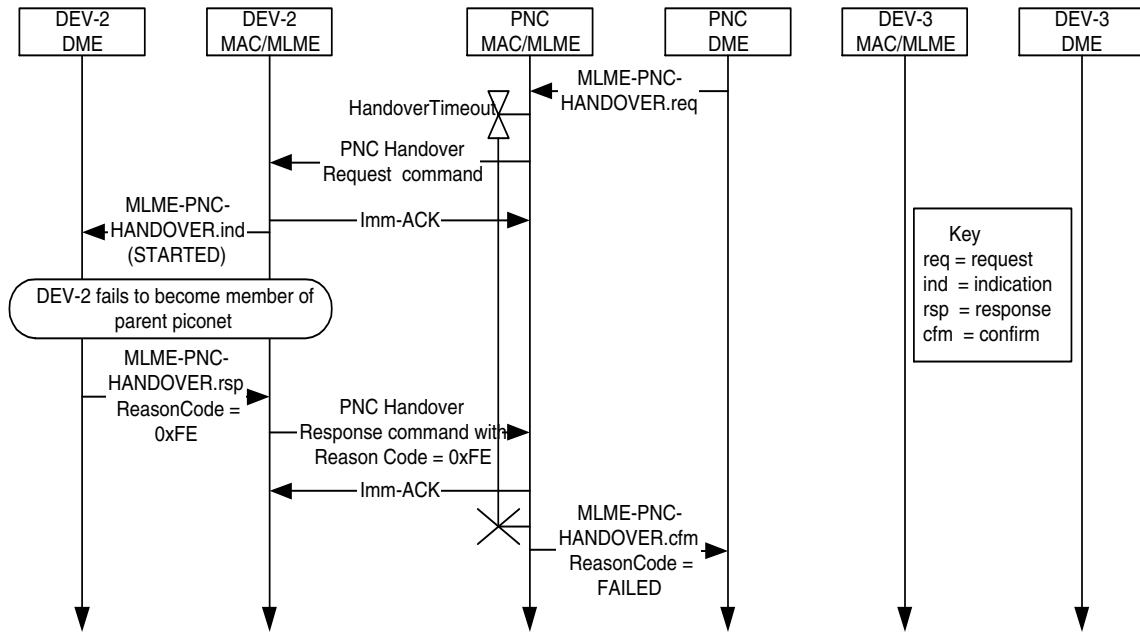 DEV-2
DME
DEV-2
MAC/MLME
PNC
MAC/MLME
PNC
DME
DEV-3
MAC/MLME
DEV-3
DME
MLME-PNC-
HANDOVER.req
HandoverTimeout
PNC Handover
Request command
MLME-PNC-
HANDOVER.ind
(STARTED)
Imm-ACK
Key
req = request
ind = indication
rsp = response
cfm = confirm
DEV-2 fails to become member of
parent piconet
MLME-PNC-
HANDOVER.rsp
ReasonCode =
0xFE
PNC Handover
Response command with
Reason Code = 0xFE
Imm-ACK
MLME-PNC-
HANDOVER.cfm
ReasonCode =
FAILED